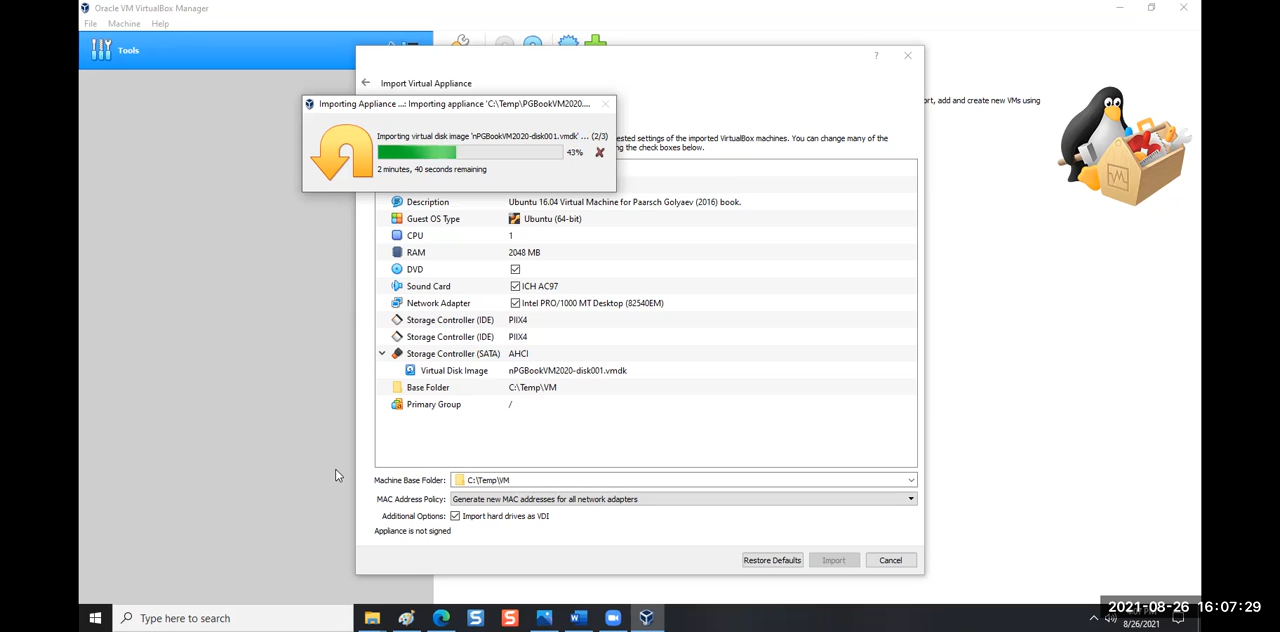 Oracle VM VirtualBox Manager
File Machine Help
Tools
Import Virtual Appliance
ort, add and create new VMs using
Importing Appliance ...: Importing appliance 'C:\Temp\PGBookVM2020....
Importing virtual disk image 'nPGBookVM2020-disk001.vmdk' ... (2/3)
43%
2 minutes, 40 seconds remaining
ested settings of the imported VirtualBox machines. You can change many of the
ng the check boxes below.
Description Ubuntu 16.04 Virtual Machine for Paarsch Golyaev (2016) book.
Guest OS Type Ubuntu (64-bit)
CPU 1
RAM 2048 MB
DVD
Sound Card ICH AC97
Network Adapter Intel PRO/1000 MT Desktop (82540EM)
Storage Controller (IDE) PIIX4
Storage Controller (IDE) PIIX4
Storage Controller (SATA) AHCI
Virtual Disk Image nPGBookVM2020-disk001.vmdk
Base Folder C:\Temp\VM
Primary Group /
Machine Base Folder: C:\Temp\VM
MAC Address Policy: Generate new MAC addresses for all network adapters
Additional Options: Import hard drives as VDI
Appliance is not signed
Restore Defaults Import Cancel
Type here to search
2021-08-26 16:07:29
8/26/2021